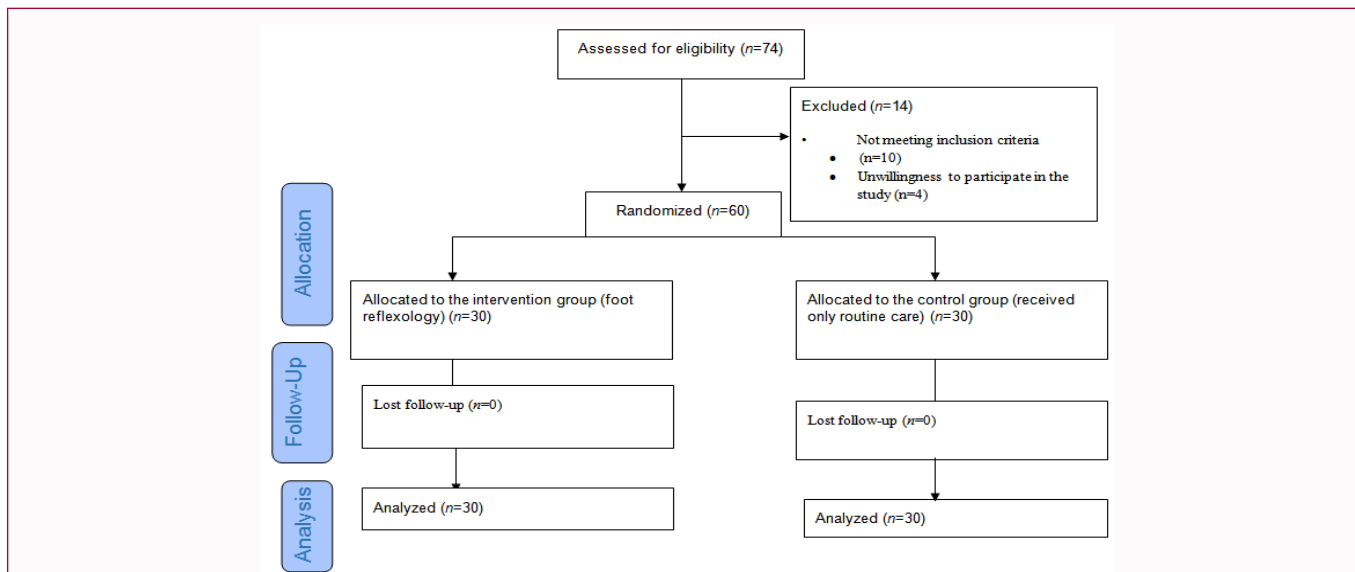 Assessed for eligibility (n=74)
Excluded (n=14)
• Not meeting inclusion criteria
• (n=10)
• Unwillingness to participate in the
study (n=4)
Allocation
Randomized (n=60)
Allocated to the intervention group (foot
reflexology) (n=30)
Allocated to the control group (received
only routine care) (n=30)
Follow-Up
Lost follow-up (n=0)
Lost follow-up (n=0)
Analysis
Analyzed (n=30)
Analyzed (n=30)